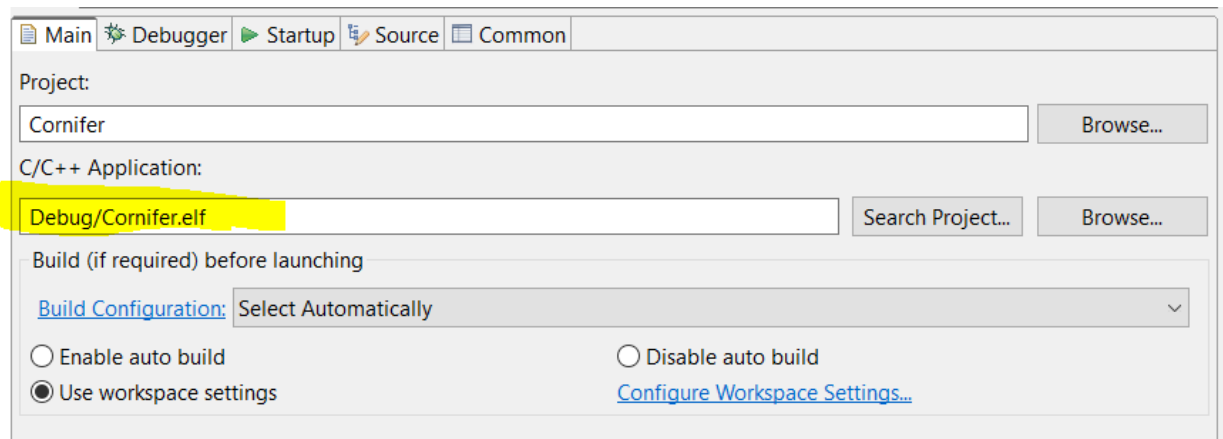 Main Debugger Startup Source Common
Project:
Cornifer Browse...
C/C++ Application:
Debug/Cornifer.elf Search Project... Browse...
Build (if required) before launching
Build Configuration: Select Automatically
Enable auto build Disable auto build
Use workspace settings Configure Workspace Settings...